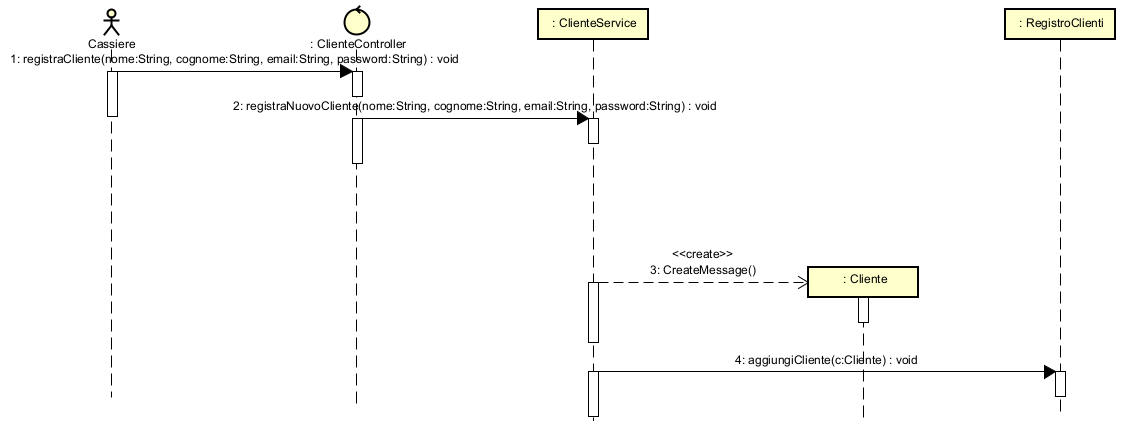 : ClienteService
: RegistroClienti
Cassiere
: ClienteController
1: registraCliente(nome:String, cognome:String, email:String, password:String) : void
2: registraNuovoCliente(nome:String, cognome:String, email:String, password:String) : void
<<create>>
3: CreateMessage()
: Cliente
4: aggiungiCliente(c:Cliente) : void